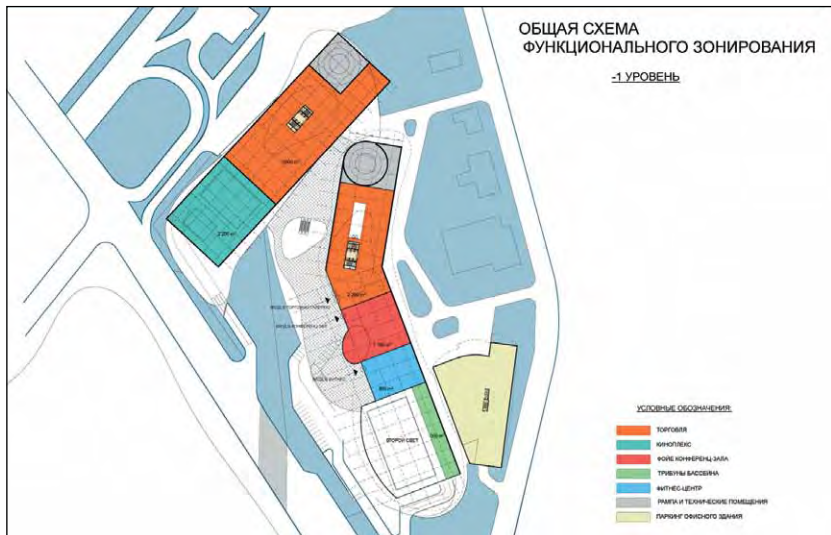 ОБЩАЯ СХЕМА
ФУНКЦИОНАЛЬНОГО ЗОНИРОВАНИЯ
-1 УРОВЕНЬ
ВТОРОЙ СВЕТ
УСЛОВНЫЕ ОБОЗНАЧЕНИЯ:
ТОРГОВЛЯ
КИНОПЛЕКС
ФОЙЕ КОНФЕРЕНЦ-ЗАЛА
ТРИБУНЫ БАССЕЙНА
ФИТНЕС-ЦЕНТР
РАМПА И ТЕХНИЧЕСКИЕ ПОМЕЩЕНИЯ
ПАРКИНГ ОФИСНОГО ЗДАНИЯ